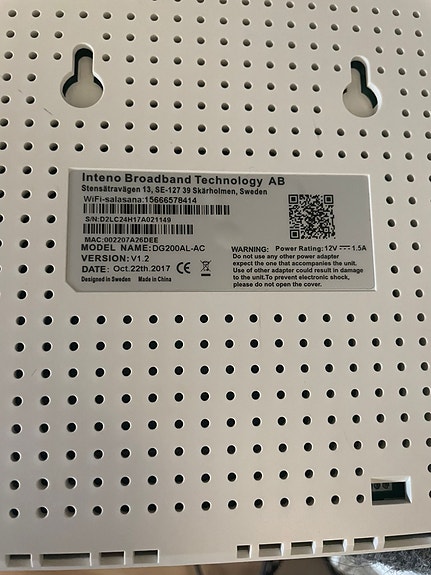 Inteno Broadband Technology AB
Stensätravägen 13, SE-127 39 Skärholmen, Sweden
WiFi-salasana:15666578414
S/N:D2LC24H17A021149
MAC:002207A26DEE
MODEL NAME:DG200AL-AC
VERSION: V1.2
DATE: Oct.22th.2017
CE
Designed in Sweden Made in China
WARNING: Power Rating:12V ⎓ 1.5A
Do not use any other power adapter
expect the one that accompanies the unit.
Use of other adapter could result in damage
to the unit.To prevent electronic shock,
please do not open the cover.